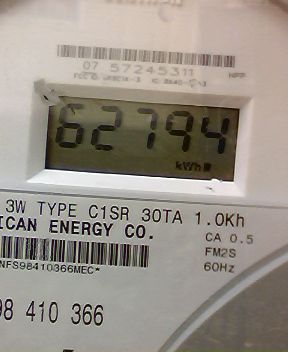 07 57245311
62794
kWh
3W TYPE C1SR 30TA 1.0Kh
ICAN ENERGY CO.
CA 0.5
FM2S
NFS98410366MEC*
60Hz
98 410 366